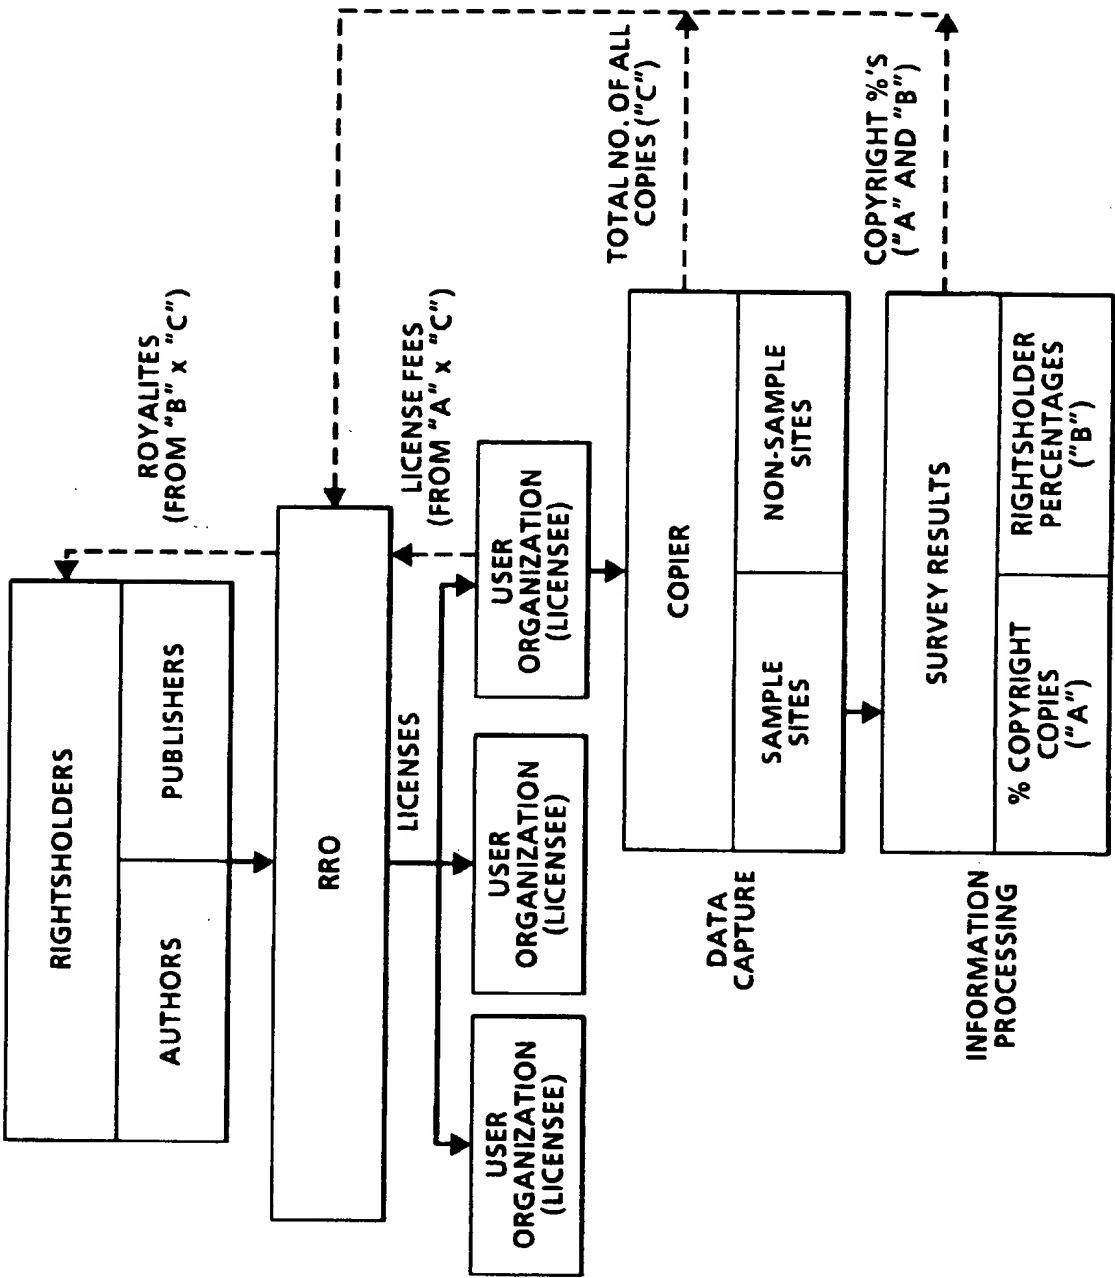 RIGHTSHOLDERS
AUTHORS
PUBLISHERS
ROYALITES
(FROM "B" x "C")
RRO
LICENSES
LICENSE FEES
(FROM "A" x "C")
USER
ORGANIZATION
(LICENSEE)
USER
ORGANIZATION
(LICENSEE)
USER
ORGANIZATION
(LICENSEE)
TOTAL NO. OF ALL
COPIES ("C")
DATA
CAPTURE
COPIER
SAMPLE
SITES
NON-SAMPLE
SITES
COPYRIGHT %'S
("A" AND "B")
INFORMATION
PROCESSING
SURVEY RESULTS
% COPYRIGHT
COPIES
("A")
RIGHTSHOLDER
PERCENTAGES
("B")